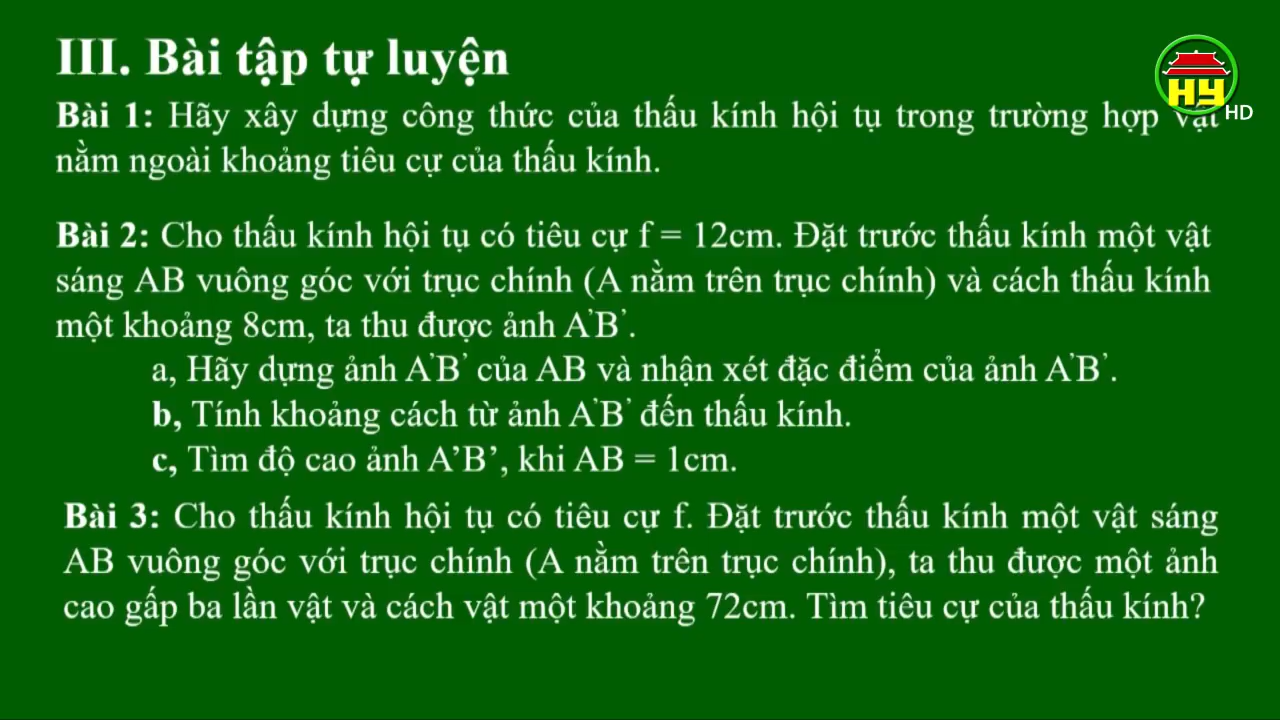 III. Bài tập tự luyện
HY
HD
Bài 1: Hãy xây dựng công thức của thấu kính hội tụ trong trường hợp vật
nằm ngoài khoảng tiêu cự của thấu kính.
Bài 2: Cho thấu kính hội tụ có tiêu cự f = 12cm. Đặt trước thấu kính một vật
sáng AB vuông góc với trục chính (A nằm trên trục chính) và cách thấu kính
một khoảng 8cm, ta thu được ảnh A'B'.
a, Hãy dựng ảnh A'B' của AB và nhận xét đặc điểm của ảnh A'B'.
b, Tính khoảng cách từ ảnh A'B' đến thấu kính.
c, Tìm độ cao ảnh A’B’, khi AB = 1cm.
Bài 3: Cho thấu kính hội tụ có tiêu cự f. Đặt trước thấu kính một vật sáng
AB vuông góc với trục chính (A nằm trên trục chính), ta thu được một ảnh
cao gấp ba lần vật và cách vật một khoảng 72cm. Tìm tiêu cự của thấu kính?